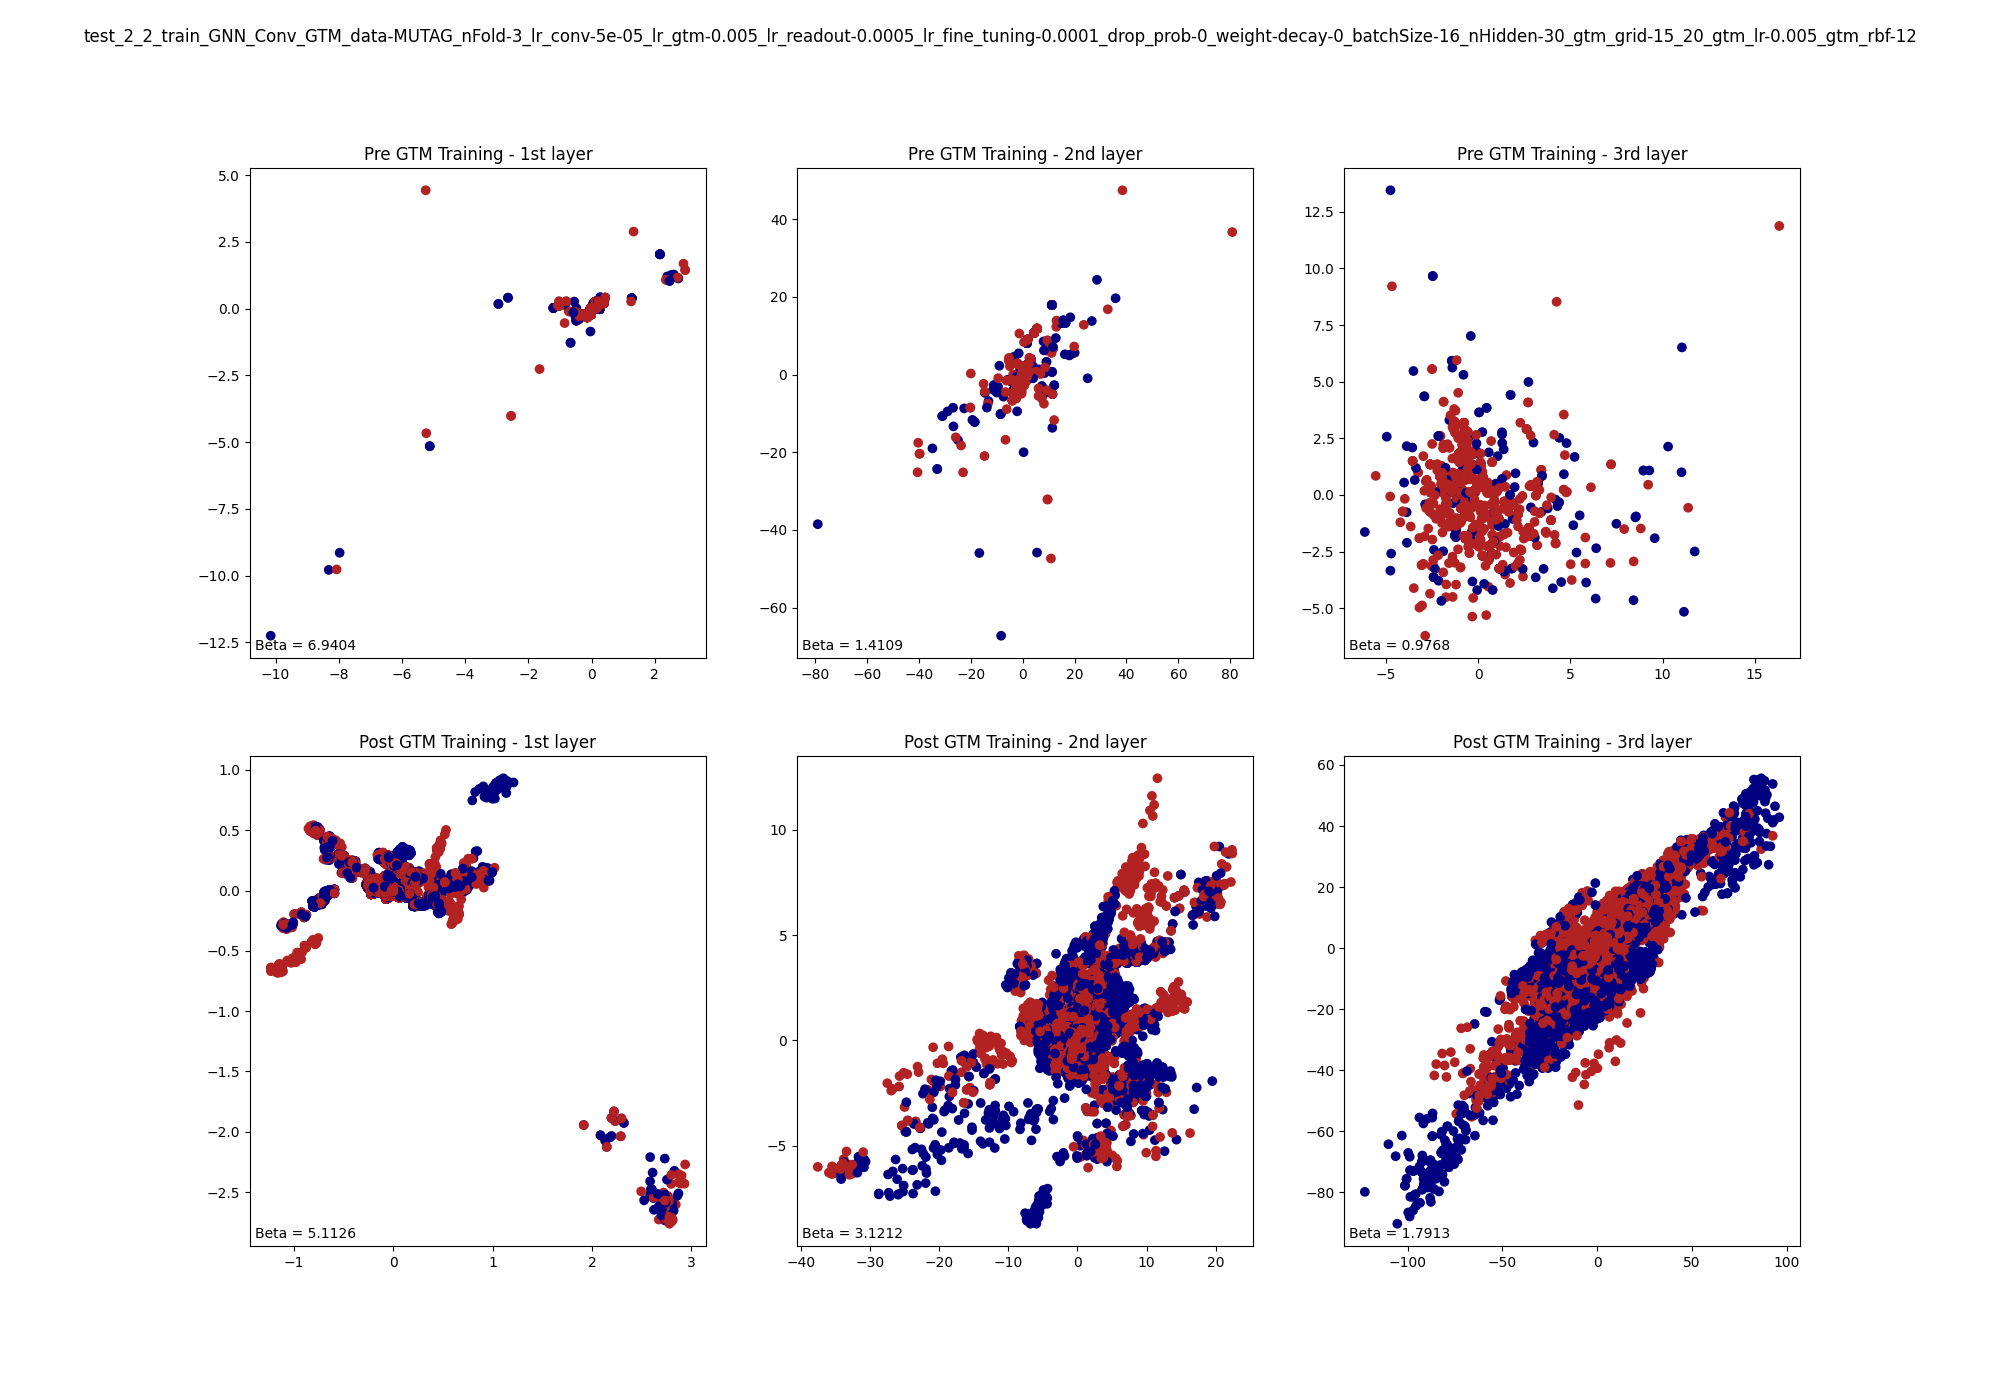 test_2_2_train_GNN_Conv_GTM_data-MUTAG_nFold-3_lr_conv-5e-05_lr_gtm-0.005_lr_readout-0.0005_lr_fine_tuning-0.0001_drop_prob-0_weight-decay-0_batchSize-16_nHidden-30_gtm_grid-15_20_gtm_lr-0.005_gtm_rbf-12
Pre GTM Training - 1st layer
5.0
2.5
0.0
−2.5
−5.0
−7.5
−10.0
−12.5
Beta = 6.9404
−10 −8 −6 −4 −2 0 2
Pre GTM Training - 2nd layer
40
20
0
−20
−40
−60
Beta = 1.4109
−80 −60 −40 −20 0 20 40 60 80
Pre GTM Training - 3rd layer
12.5
10.0
7.5
5.0
2.5
0.0
−2.5
−5.0
Beta = 0.9768
−5 0 5 10 15
Post GTM Training - 1st layer
1.0
0.5
0.0
−0.5
−1.0
−1.5
−2.0
−2.5
Beta = 5.1126
−1 0 1 2 3
Post GTM Training - 2nd layer
10
5
0
−5
Beta = 3.1212
−40 −30 −20 −10 0 10 20
Post GTM Training - 3rd layer
60
40
20
0
−20
−40
−60
−80
Beta = 1.7913
−100 −50 0 50 100